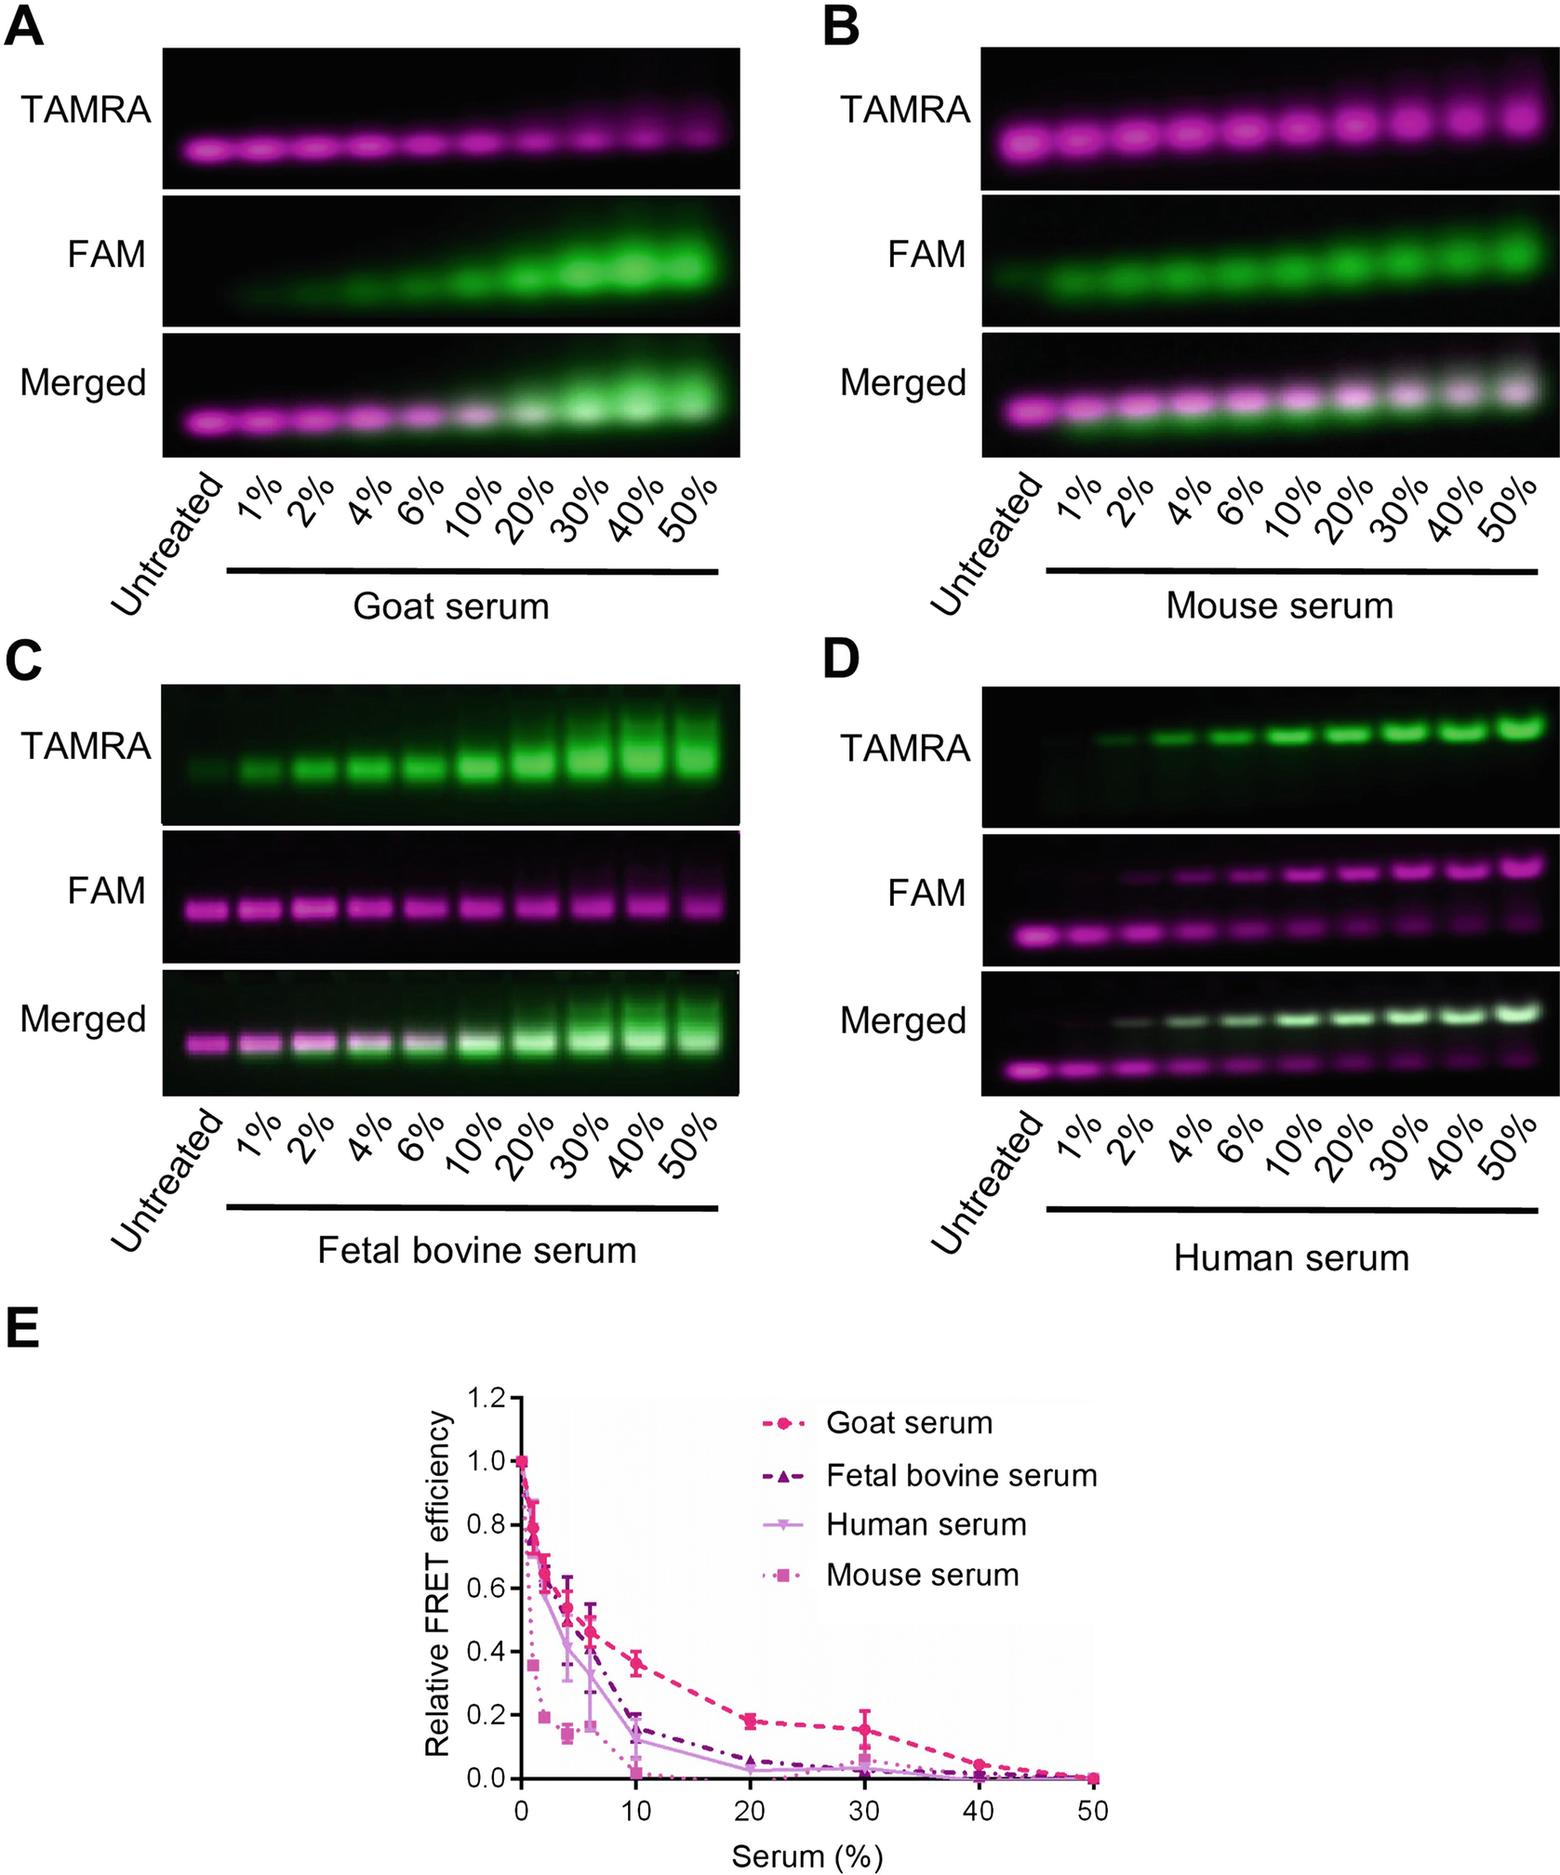 A
TAMRA
FAM
Merged
Untreated 1% 2% 4% 6% 10% 20% 30% 40% 50%
Goat serum
B
TAMRA
FAM
Merged
Untreated 1% 2% 4% 6% 10% 20% 30% 40% 50%
Mouse serum
C
TAMRA
FAM
Merged
Untreated 1% 2% 4% 6% 10% 20% 30% 40% 50%
Fetal bovine serum
D
TAMRA
FAM
Merged
Untreated 1% 2% 4% 6% 10% 20% 30% 40% 50%
Human serum
E
Relative FRET efficiency
1.2
1.0
0.8
0.6
0.4
0.2
0.0
Goat serum
Fetal bovine serum
Human serum
Mouse serum
0 10 20 30 40 50
Serum (%)